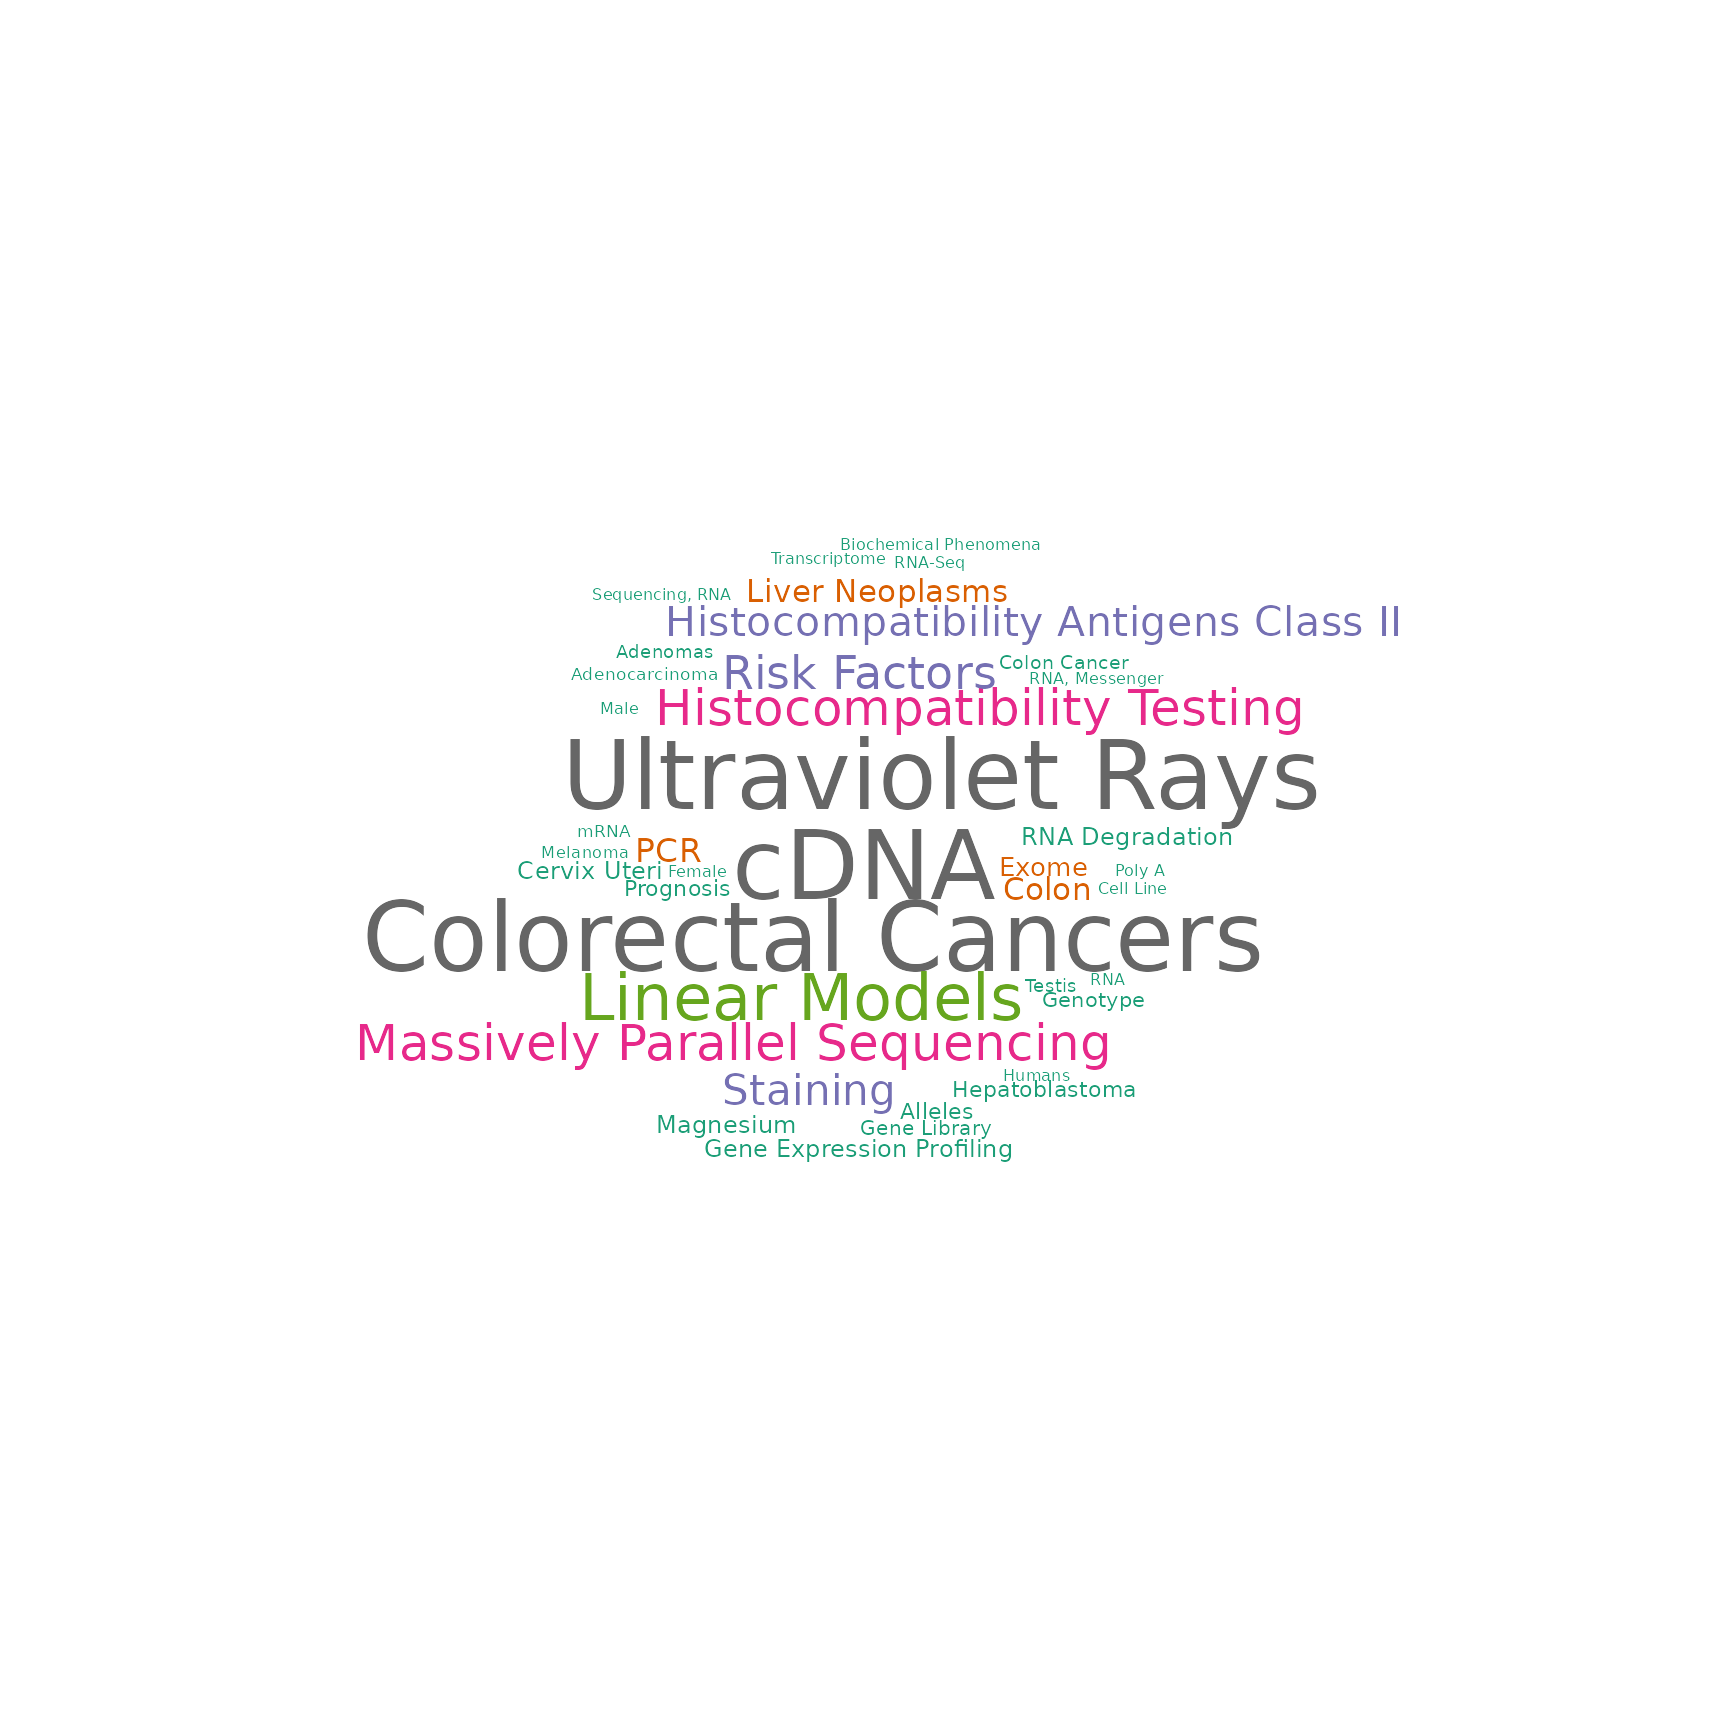 Biochemical Phenomena
Transcriptome RNA-Seq
Sequencing, RNA Liver Neoplasms
Histocompatibility Antigens Class II
Adenomas Risk Factors Colon Cancer
Adenocarcinoma RNA, Messenger
Male Histocompatibility Testing
Ultraviolet Rays
mRNA PCR cDNA RNA Degradation
Melanoma
Cervix Uteri Female Exome Poly A
Prognosis Colon Cell Line
Colorectal Cancers
Linear Models Testis RNA
Genotype
Massively Parallel Sequencing
Staining Humans
Hepatoblastoma
Alleles
Magnesium Gene Library
Gene Expression Profiling